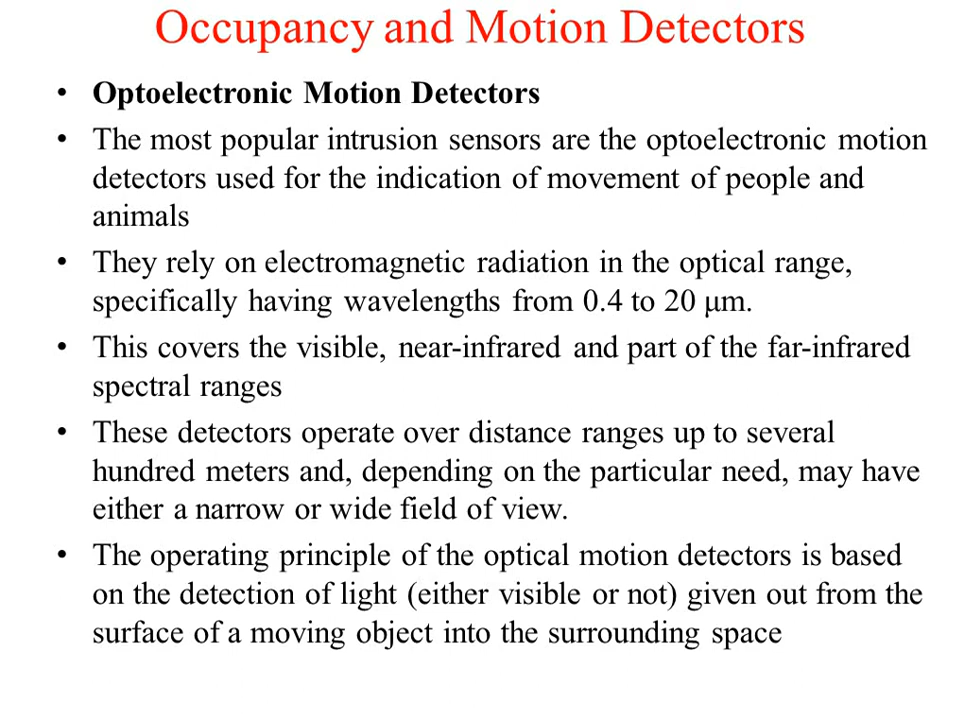 Occupancy and Motion Detectors
• Optoelectronic Motion Detectors
• The most popular intrusion sensors are the optoelectronic motion
detectors used for the indication of movement of people and
animals
• They rely on electromagnetic radiation in the optical range,
specifically having wavelengths from 0.4 to 20 μm.
• This covers the visible, near-infrared and part of the far-infrared
spectral ranges
• These detectors operate over distance ranges up to several
hundred meters and, depending on the particular need, may have
either a narrow or wide field of view.
• The operating principle of the optical motion detectors is based
on the detection of light (either visible or not) given out from the
surface of a moving object into the surrounding space